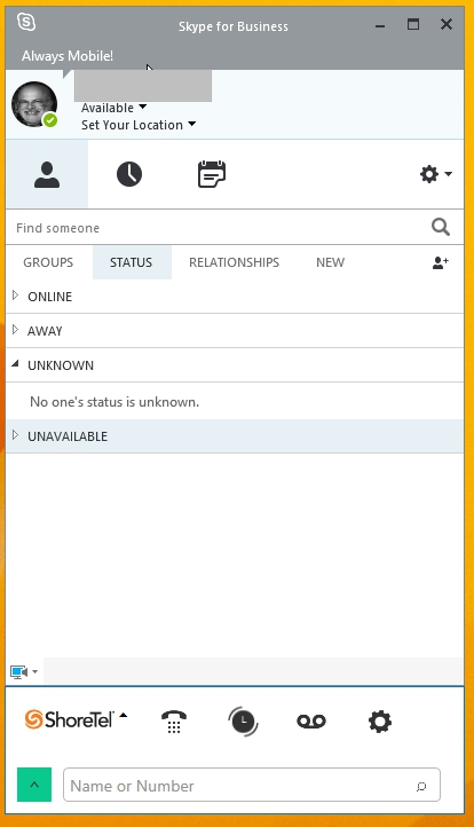 Skype for Business
Always Mobile!
Available
Set Your Location
Find someone
GROUPS STATUS RELATIONSHIPS NEW
ONLINE
AWAY
UNKNOWN
No one's status is unknown.
UNAVAILABLE
ShoreTel
Name or Number